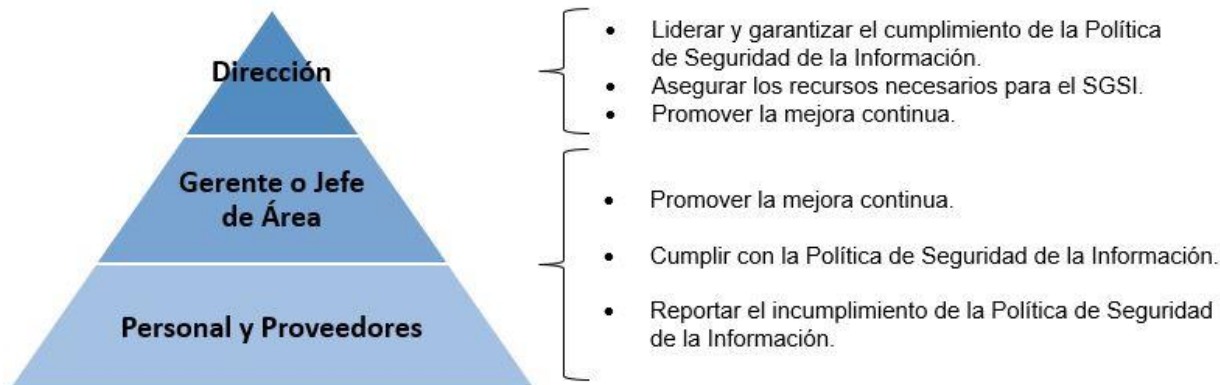 Dirección
• Liderar y garantizar el cumplimiento de la Política
de Seguridad de la Información.
• Asegurar los recursos necesarios para el SGSI.
• Promover la mejora continua.
Gerente o Jefe
de Área
Personal y Proveedores
• Promover la mejora continua.
• Cumplir con la Política de Seguridad de la Información.
• Reportar el incumplimiento de la Política de Seguridad
de la Información.